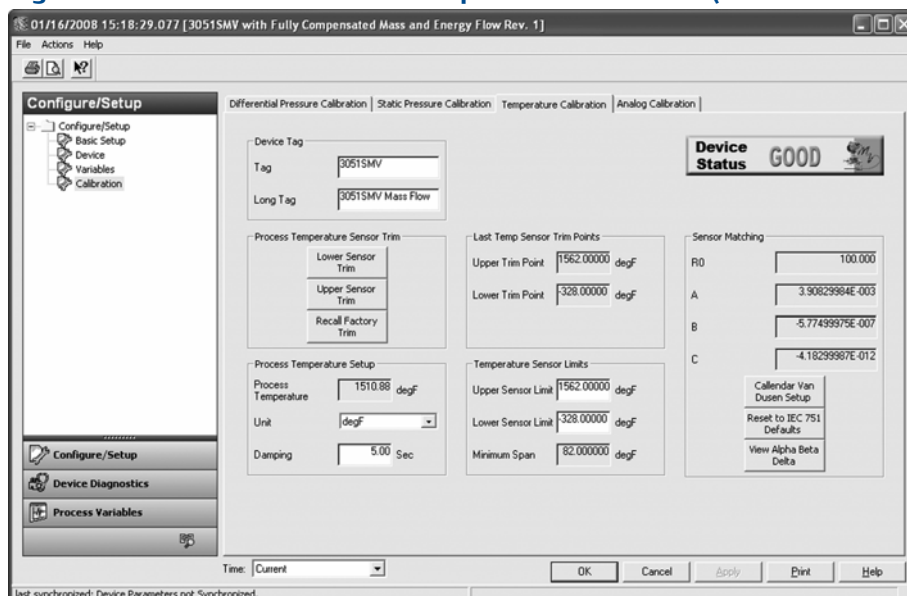 01/16/2008 15:18:29.077 [3051SMV with Fully Compensated Mass and Energy Flow Rev. 1]
File Actions Help
Configure/Setup
Configure/Setup
Basic Setup
Device
Variables
Calibration
Configure/Setup
Device Diagnostics
Process Variables
Differential Pressure Calibration Static Pressure Calibration Temperature Calibration Analog Calibration
Device Tag
Tag 3051SMV
Long Tag 3051SMV Mass Flow
Device Status GOOD
Process Temperature Sensor Trim
Lower Sensor Trim
Upper Sensor Trim
Recall Factory Trim
Last Temp Sensor Trim Points
Upper Trim Point 1562.00000 degF
Lower Trim Point -328.00000 degF
Sensor Matching
R0 100.000
A 3.90829984E-003
B -5.77499975E-007
C -4.18299987E-012
Callendar Van Dusen Setup
Reset to IEC 751 Defaults
View Alpha Beta Delta
Process Temperature Setup
Process Temperature 1510.88 degF
Unit degF
Damping 5.00 Sec
Temperature Sensor Limits
Upper Sensor Limit 1562.00000 degF
Lower Sensor Limit -328.00000 degF
Minimum Span 82.000000 degF
Time: Current
OK Cancel Apply Print Help
last synchronized: Device Parameters not Synchronized.